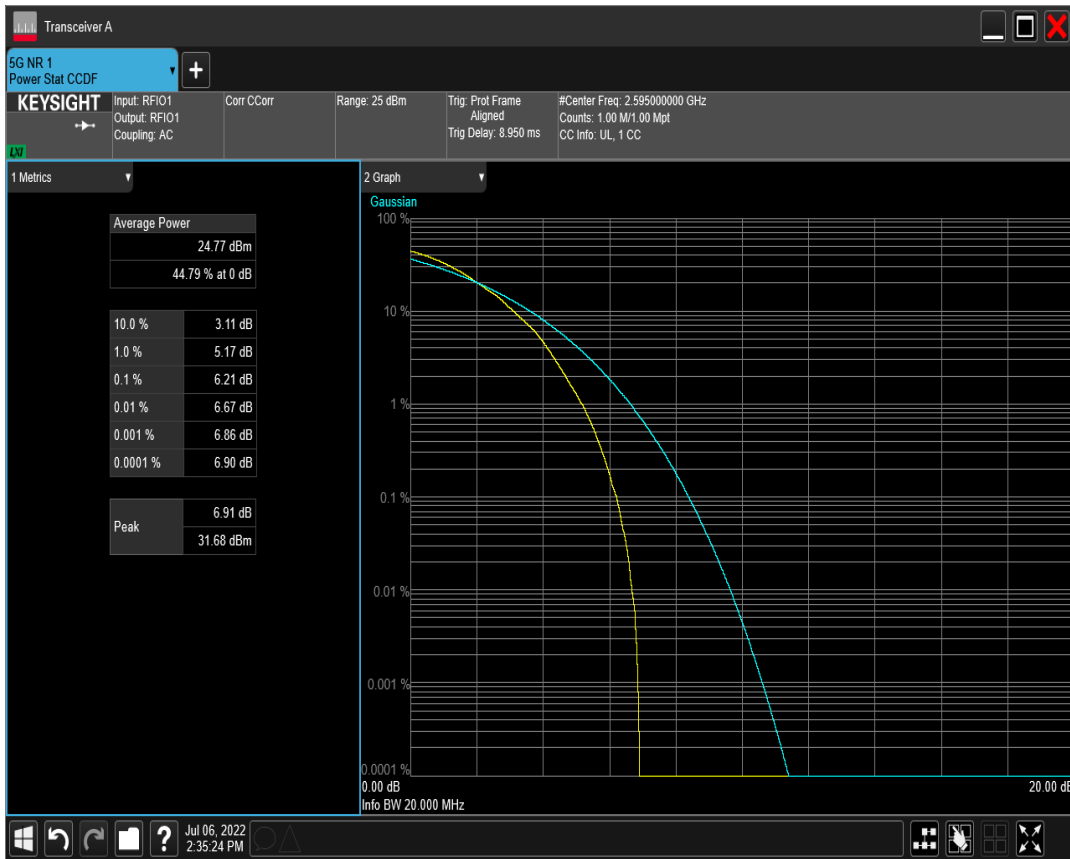 Transceiver A
5G NR 1
Power Stat CCDF
+
KEYSIGHT
LXI
Input: RFIO1
Output: RFIO1
Coupling: AC
Corr CCorr
Range: 25 dBm
Trig: Prot Frame
Aligned
Trig Delay: 8.950 ms
#Center Freq: 2.595000000 GHz
Counts: 1.00 M/1.00 Mpt
CC Info: UL, 1 CC
1 Metrics
Average Power
24.77 dBm
44.79 % at 0 dB
10.0 % 3.11 dB
1.0 % 5.17 dB
0.1 % 6.21 dB
0.01 % 6.67 dB
0.001 % 6.86 dB
0.0001 % 6.90 dB
Peak
6.91 dB
31.68 dBm
2 Graph
Gaussian
100 %
10 %
1 %
0.1 %
0.01 %
0.001 %
0.0001 %
0.00 dB 20.00 dB
Info BW 20.000 MHz
?
Jul 06, 2022
2:35:24 PM